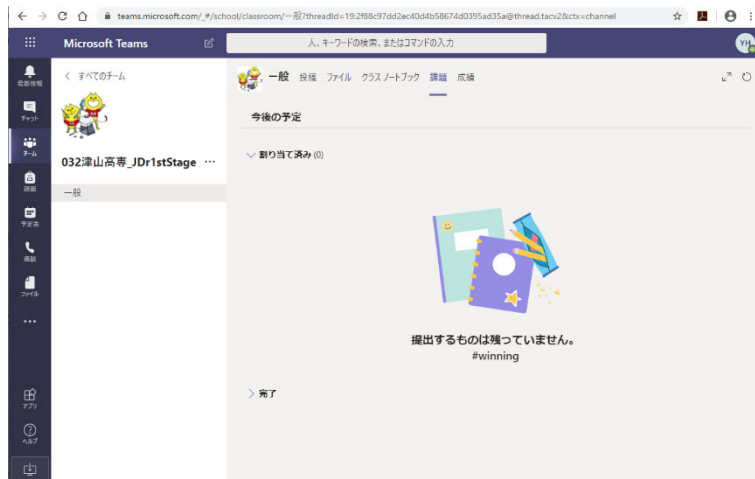 teams.microsoft.com/_#/school/classroom/一般?threadId=19:2f88c97dd2ec40d4b58674d0395ad35a@thread.tacv2&ctx=channel
Microsoft Teams
人、キーワードの検索、またはコマンドの入力
YH
最新情報
チャット
チーム
課題
予定表
通話
ファイル
…
アプリ
ヘルプ
すべてのチーム
032津山高専_JDr1stStage …
一般
一般 投稿 ファイル クラス ノートブック 課題 成績
今後の予定
割り当て済み (0)
提出するものは残っていません。
#winning
完了